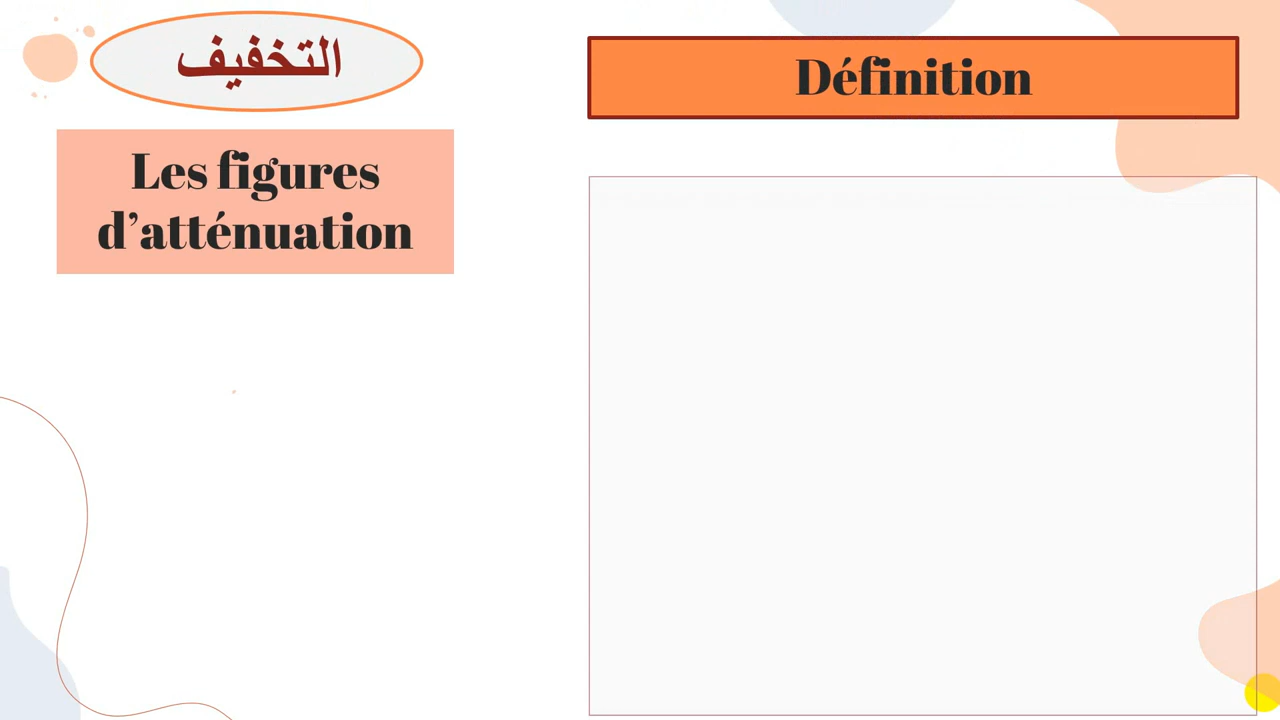 التخفيف
Les figures
d’atténuation
Définition